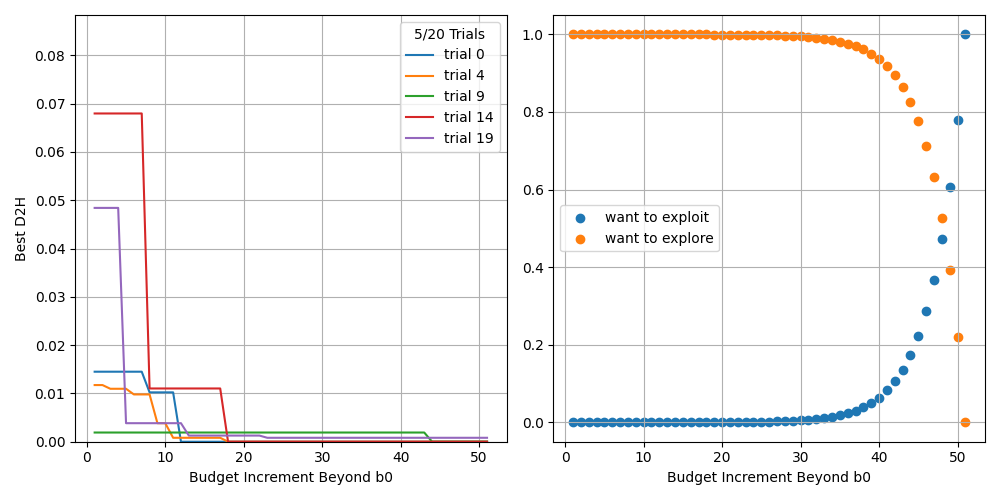 5/20 Trials
trial 0
trial 4
trial 9
trial 14
trial 19
0.08
0.07
0.06
0.05
0.04
0.03
0.02
0.01
0.00
Best D2H
0 10 20 30 40 50
Budget Increment Beyond b0
1.0
0.8
0.6
0.4
0.2
0.0
want to exploit
want to explore
0 10 20 30 40 50
Budget Increment Beyond b0